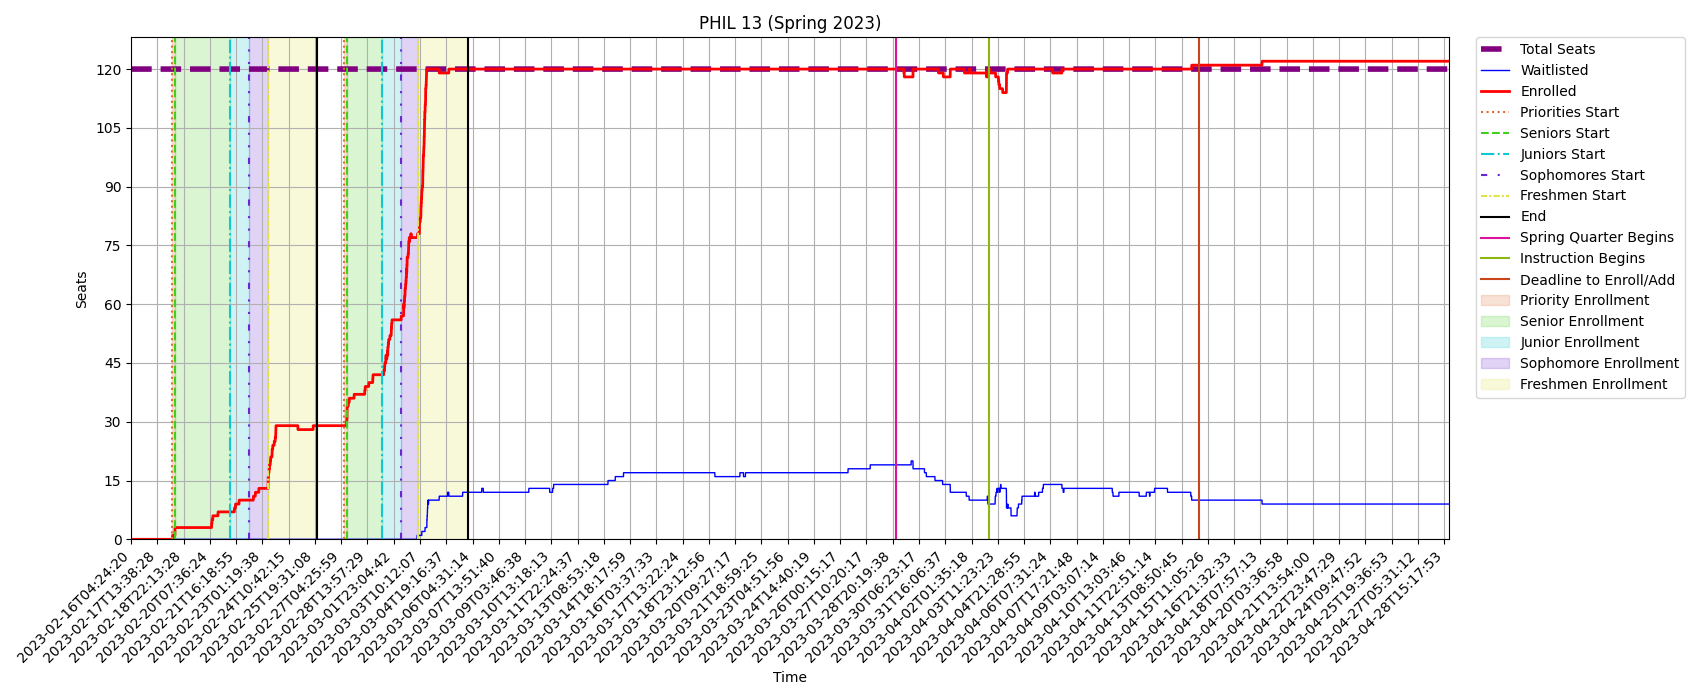 PHIL 13 (Spring 2023)
Seats
120
105
90
75
60
45
30
15
0
2023-02-16T04:24:20
2023-02-17T13:38:28
2023-02-18T22:13:28
2023-02-20T07:36:24
2023-02-21T16:18:55
2023-02-23T01:19:38
2023-02-24T10:42:15
2023-02-25T19:31:08
2023-02-27T04:25:59
2023-02-28T13:57:29
2023-03-01T23:04:42
2023-03-03T10:12:07
2023-03-04T19:16:37
2023-03-06T04:31:14
2023-03-07T13:51:40
2023-03-09T03:46:38
2023-03-10T13:18:13
2023-03-11T22:24:37
2023-03-13T08:53:18
2023-03-14T18:17:59
2023-03-16T03:37:33
2023-03-17T13:22:24
2023-03-18T23:12:56
2023-03-20T09:27:17
2023-03-21T18:59:25
2023-03-23T04:51:56
2023-03-24T14:40:19
2023-03-26T00:15:17
2023-03-27T10:20:17
2023-03-28T20:19:38
2023-03-30T06:23:17
2023-03-31T16:06:37
2023-04-02T01:35:18
2023-04-03T11:23:23
2023-04-04T21:28:55
2023-04-06T07:31:24
2023-04-07T17:21:48
2023-04-09T03:07:14
2023-04-10T13:03:46
2023-04-11T22:51:14
2023-04-13T08:50:45
2023-04-15T11:05:26
2023-04-16T21:32:33
2023-04-18T07:57:13
2023-04-20T03:36:58
2023-04-21T13:54:00
2023-04-22T23:47:29
2023-04-24T09:47:52
2023-04-25T19:36:53
2023-04-27T05:31:12
2023-04-28T15:17:53
Time
Total Seats
Waitlisted
Enrolled
Priorities Start
Seniors Start
Juniors Start
Sophomores Start
Freshmen Start
End
Spring Quarter Begins
Instruction Begins
Deadline to Enroll/Add
Priority Enrollment
Senior Enrollment
Junior Enrollment
Sophomore Enrollment
Freshmen Enrollment